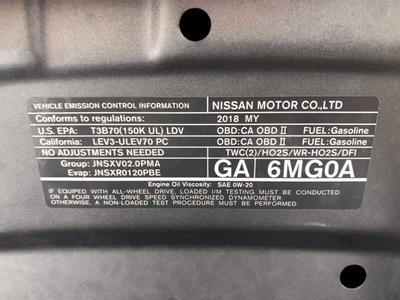 VEHICLE EMISSION CONTROL INFORMATION NISSAN MOTOR CO.,LTD
Conforms to regulations: 2018 MY
U.S. EPA: T3B70(150K UL) LDV OBD: CA OBD II FUEL: Gasoline
California: LEV3-ULEV70 PC OBD: CA OBD II FUEL: Gasoline
NO ADJUSTMENTS NEEDED TWC(2)/HO2S/WR-HO2S/DFI
Group: JNSXV02.0PMA GA 6MG0A
Evap: JNSXR0120PBE
Engine Oil Viscosity: SAE 0W-20
IF EQUIPPED WITH ALL-WHEEL DRIVE, LOADED I/M TESTING MUST BE CONDUCTED
ON A FOUR WHEEL DRIVE SPEED SYNCHRONIZED DYNAMOMETER.
OTHERWISE, A NON-LOADED TEST PROCEDURE MUST BE CONDUCTED.